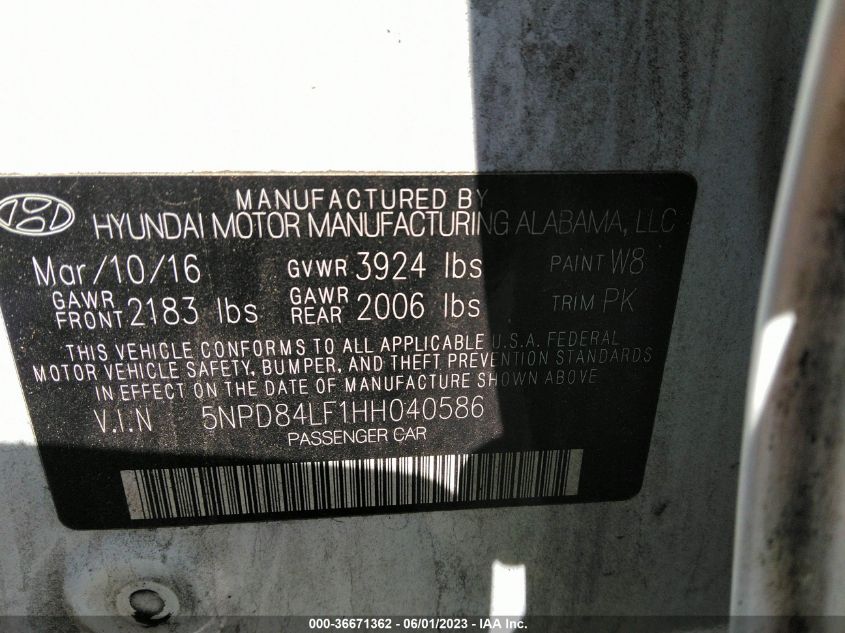 MANUFACTURED BY
HYUNDAI MOTOR MANUFACTURING ALABAMA, LLC
Mar/10/16 GVWR 3924 lbs PAINT W8
GAWR FRONT 2183 lbs GAWR REAR 2006 lbs TRIM PK
THIS VEHICLE CONFORMS TO ALL APPLICABLE U.S.A. FEDERAL
MOTOR VEHICLE SAFETY, BUMPER, AND THEFT PREVENTION STANDARDS
IN EFFECT ON THE DATE OF MANUFACTURE SHOWN ABOVE
V.I.N 5NPD84LF1HH040586
PASSENGER CAR
000-36671362 - 06/01/2023 - IAA Inc.